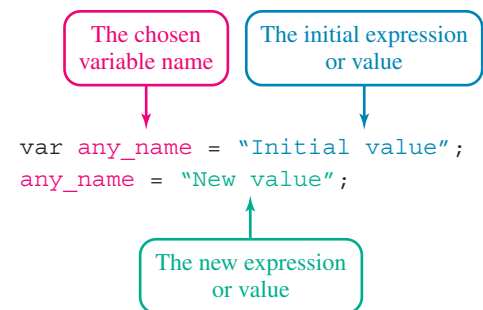 The chosen
variable name
The initial expression
or value
var any_name = “Initial value”;
any_name = “New value”;
The new expression
or value